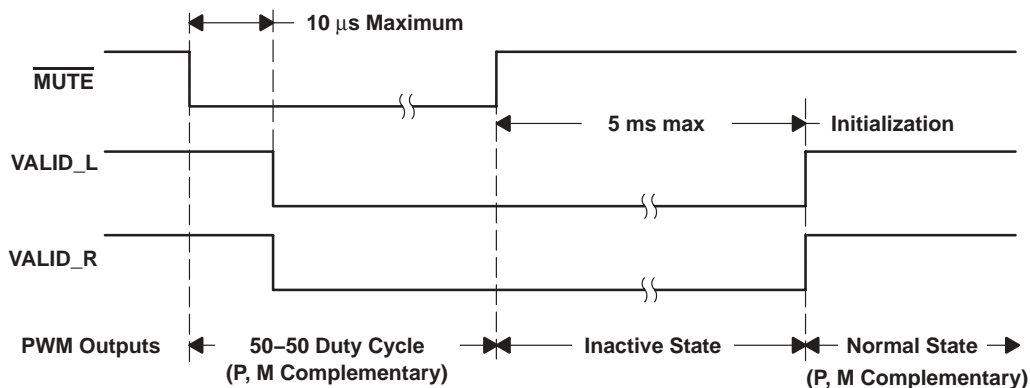 10 μs Maximum
MUTE
5 ms max
Initialization
VALID_L
VALID_R
PWM Outputs
50–50 Duty Cycle
(P, M Complementary)
Inactive State
Normal State
(P, M Complementary)